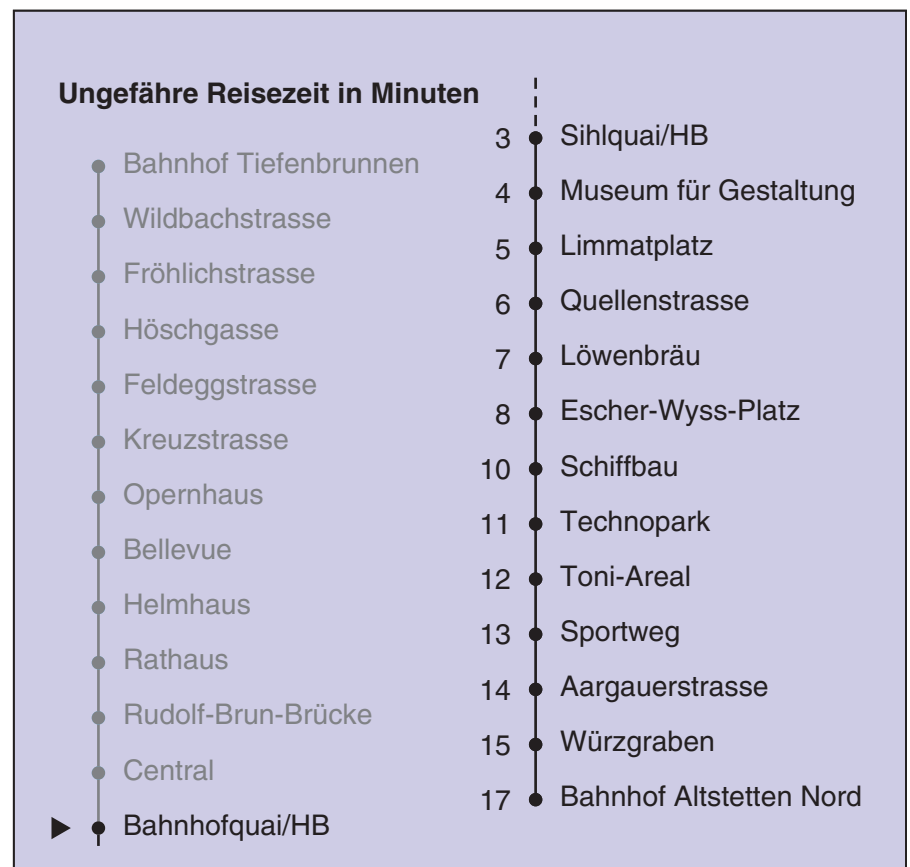 Ungefähre Reisezeit in Minuten
Bahnhof Tiefenbrunnen
Wildbachstrasse
Fröhlichstrasse
Höschgasse
Feldeggstrasse
Kreuzstrasse
Opernhaus
Bellevue
Helmhaus
Rathaus
Rudolf-Brun-Brücke
Central
Bahnhofquai/HB
3 Sihlquai/HB
4 Museum für Gestaltung
5 Limmatplatz
6 Quellenstrasse
7 Löwenbräu
8 Escher-Wyss-Platz
10 Schiffbau
11 Technopark
12 Toni-Areal
13 Sportweg
14 Aargauerstrasse
15 Würzgraben
17 Bahnhof Altstetten Nord